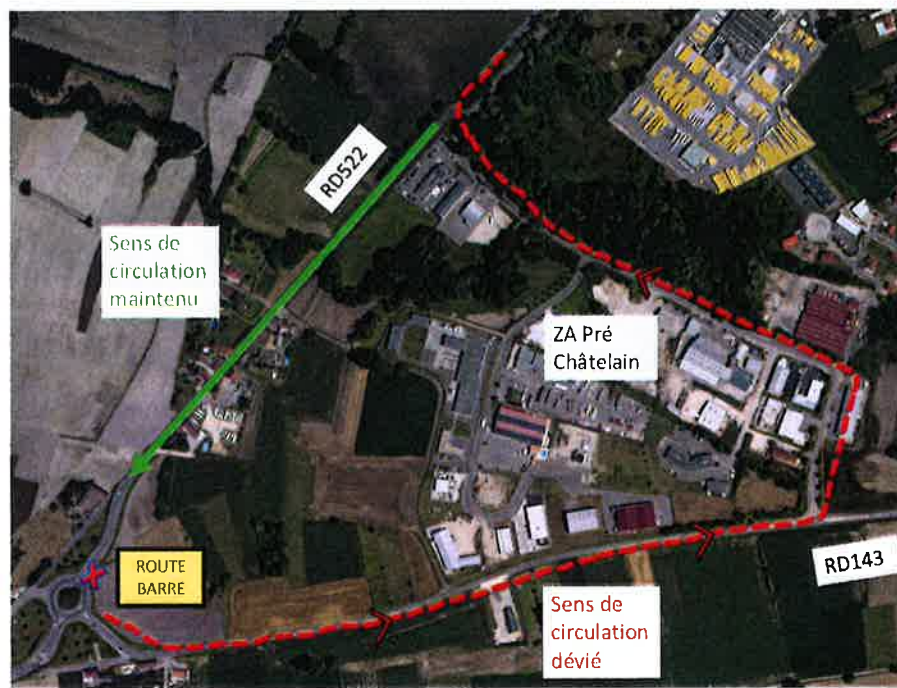 RD522
Sens de
circulation
maintenu
ZA Pré
Châtelain
ROUTE
BARRE
RD143
Sens de
circulation
dévié